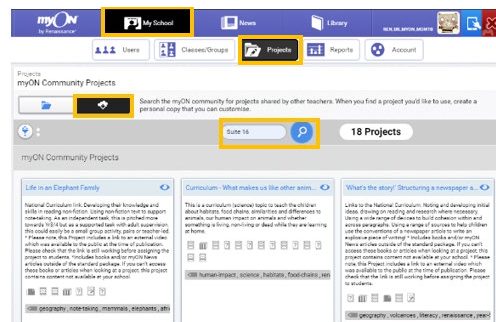 myON
by Renaissance
My School
News
Library
Users
Classes/Groups
Projects
Reports
Account
Projects
myON Community Projects
Search the myON community for projects shared by other teachers. When you find a project you'd like to use, create a
personal copy that you can customise.
Suite 16
18 Projects
myON Community Projects
Life in an Elephant Family
National Curriculum link: Developing their knowledge and
skills in reading non-fiction. Using non-fiction text to support
note-taking. As an independent task, this is pitched more
towards Yr3/4 but as a supported task with adult supervision
this could easily be a small group activity, pairs or teacher led.
* Please note, this Project includes a link to an external video
which was available to the public at the time of publication.
Please check that the link is still working before assigning the
project to students. *Includes books and/or myON News
articles outside of the standard package. If you can't access
these books or articles when looking at a project, this project
contains content not available at your school.
geography, note-taking, mammals, elephants, afri
Curriculum - What makes us like other anim...
This is a curriculum (science) topic to teach the children
about habitats, food chains, similarities and differences to
animals, our human impact on animals and whether
something is living, non-living or dead while they are learning
at home.
human-impact, science, habitats, food-chains, ren
'What's the story!' Structuring a newspaper a...
Links to the National Curriculum: Noting and developing initial
ideas, drawing on reading and research where necessary.
Using a wide range of devices to build cohesion within and
across paragraphs. Using a range of sources to help children
use the conventions of a newspaper article to write an
explosive piece of writing * Includes books and/or myON
News articles outside of the standard package. If you can't
access these books or articles when looking at a project, this
project contains content not available at your school. * Please
note, this Project includes a link to an external video which
was available to the public at the time of publication. Please
check that the link is still working before assigning the project
to students.
geography, volcanoes, literacy, renaissance, year-